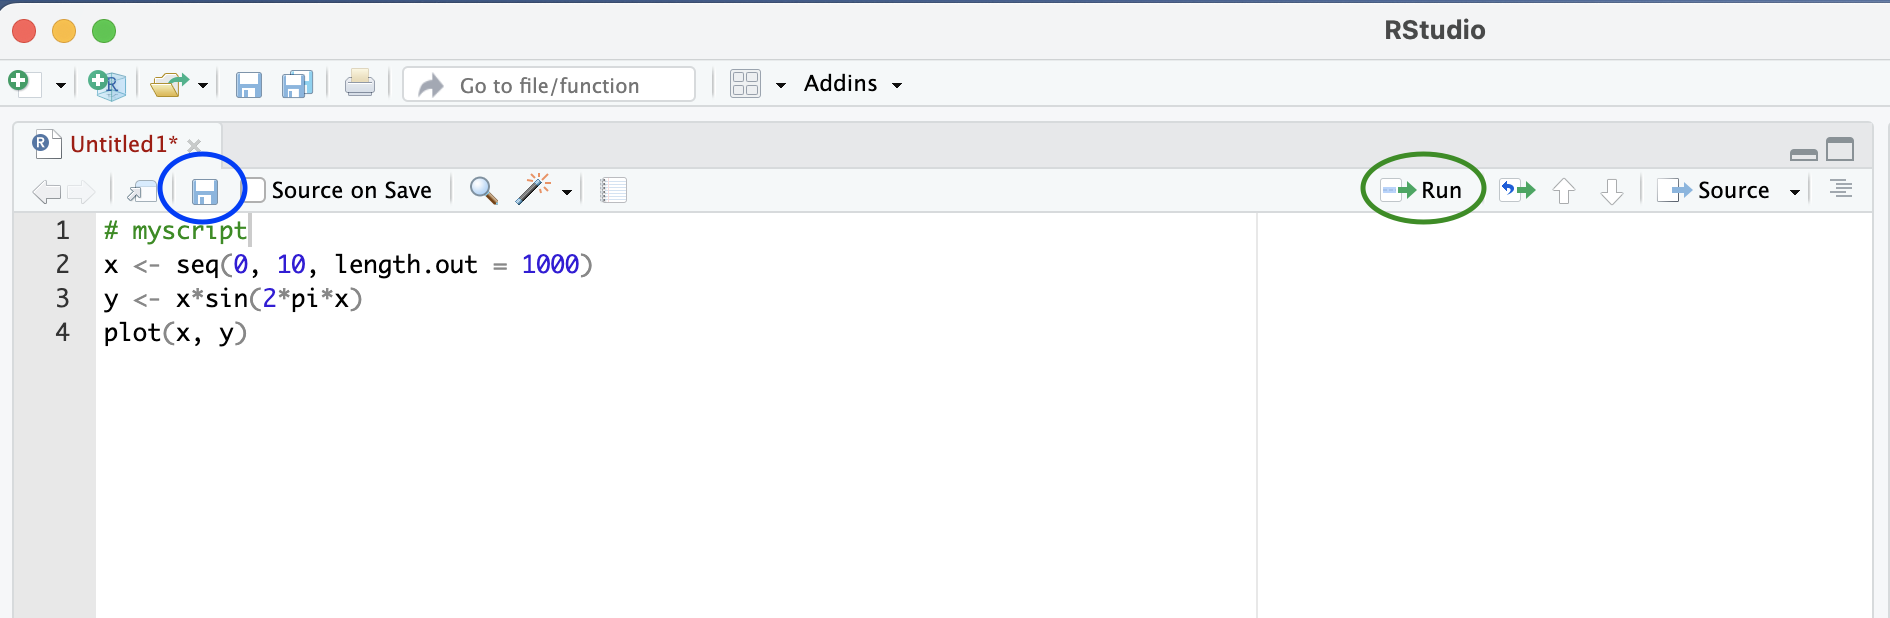 RStudio
R Go to file/function Addins
R Untitled1*
Source on Save Run Source
1 # myscript
2 x <- seq(0, 10, length.out = 1000)
3 y <- x*sin(2*pi*x)
4 plot(x, y)